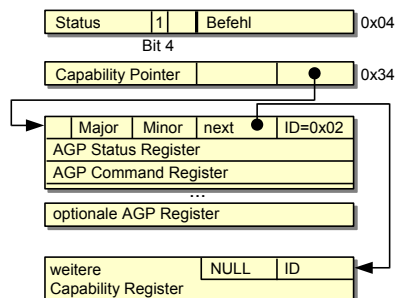 Status 1 Befehl 0x04
Bit 4
Capability Pointer 0x34
Major Minor next ID=0x02
AGP Status Register
AGP Command Register
...
optionale AGP Register
weitere NULL ID
Capability Register